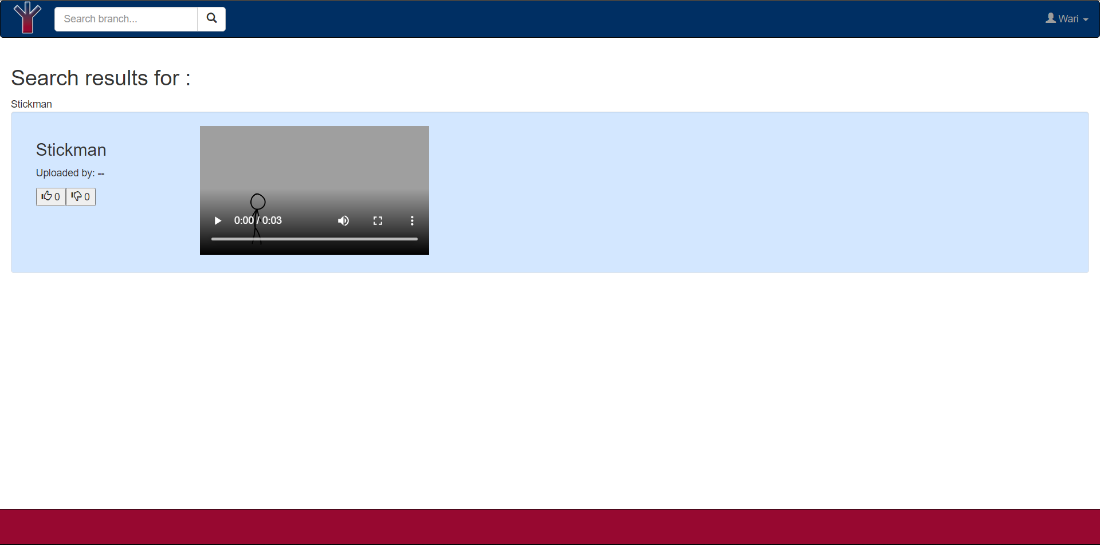 Search branch...
Wari
Search results for :
Stickman
Stickman
Uploaded by: --
0 0
0:00 / 0:03